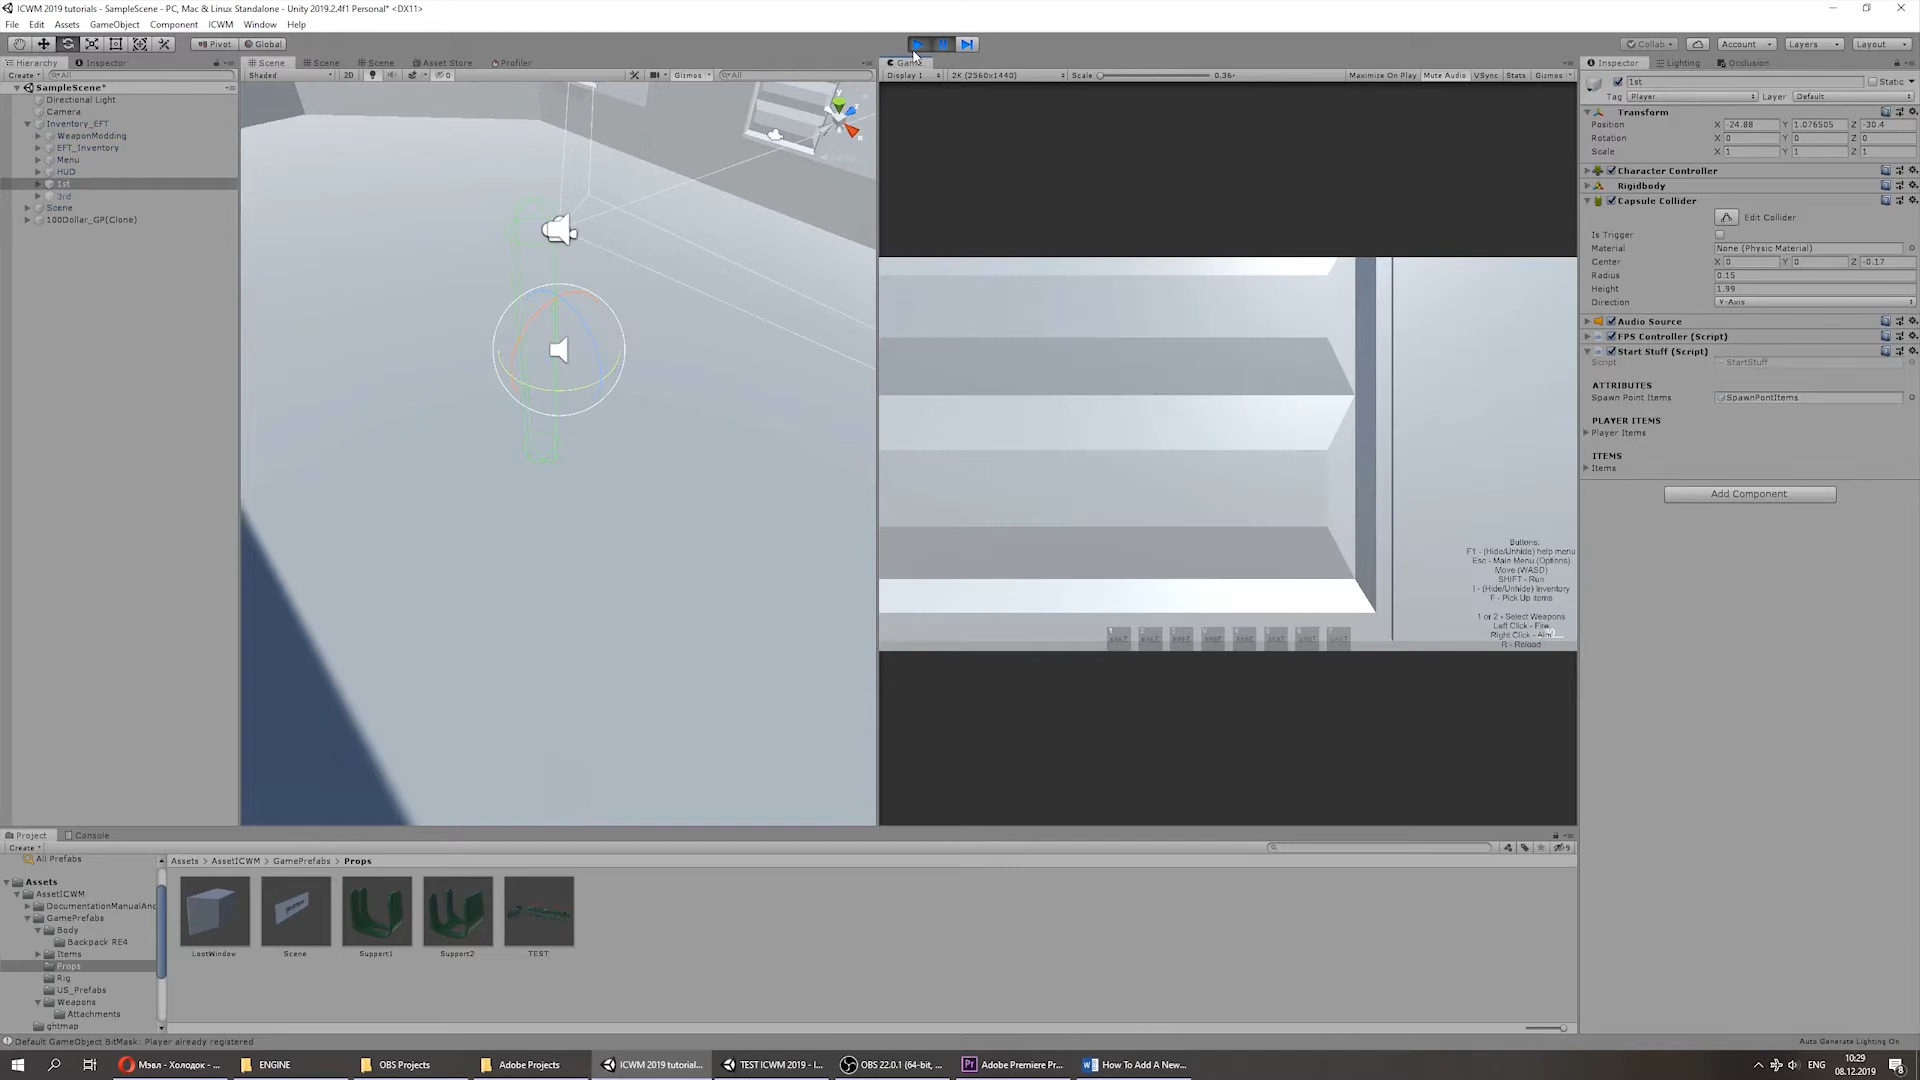 ICWM 2019 tutorials - SampleScene - PC, Mac & Linux Standalone - Unity 2019.2.4f1 Personal* <DX11>
File Edit Assets GameObject Component ICWM Window Help
Pivot Global Collab Account Layers Layout
Hierarchy Inspector Scene Scene Scene Asset Store Profiler Game Inspector Lighting Occlusion
Create All Shaded 2D 0 Gizmos All Display 1 2K (2560x1440) Scale 0.36x Maximize On Play Mute Audio VSync Stats Gizmos
SampleScene*
Directional Light
Camera
Inventory_EFT
WeaponModding
EFT_Inventory
Menu
HUD
1st
3rd
Scene
100Dollar_GP(Clone)
1st Static
Tag Player Layer Default
Transform
Position X -24.88 Y 1.076505 Z -30.4
Rotation X 0 Y 0 Z 0
Scale X 1 Y 1 Z 1
Character Controller
Rigidbody
Capsule Collider
Edit Collider
Is Trigger
Material None (Physic Material)
Center X 0 Y 0 Z -0.17
Radius 0.15
Height 1.99
Direction Y-Axis
Audio Source
FPS Controller (Script)
Start Stuff (Script)
Script StartStuff
ATTRIBUTES
Spawn Point Items SpawnPontItems
PLAYER ITEMS
Player Items
ITEMS
Items
Add Component
Buttons:
F1 - (Hide/Unhide) help menu
Esc - Main Menu (Options)
Move (WASD)
SHIFT - Run
I - (Hide/Unhide) Inventory
F - Pick Up items
1 or 2 - Select Weapons
Left Click - Fire
Right Click - Aim
R - Reload
Project Console
Create
All Prefabs
Assets
AssetICWM
DocumentationManualAnc
GamePrefabs
Body
Backpack RE4
Items
Props
Rig
US_Prefabs
Weapons
Attachments
ghtmap
Assets > AssetICWM > GamePrefabs > Props
LootWindow Scene Support1 Support2 TEST
Default GameObject BitMask: Player already registered
Auto Generate Lighting On
Мэвл - Холодок - ... ENGINE OBS Projects Adobe Projects ICWM 2019 tutorial... TEST ICWM 2019 - I... OBS 22.0.1 (64-bit, ... Adobe Premiere Pr... How To Add A New...
ENG
10:29
08.12.2019